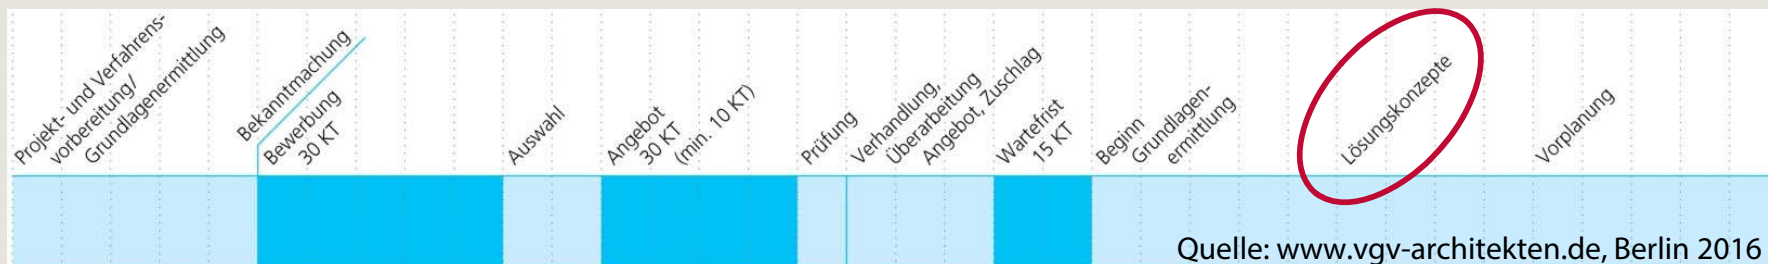 Projekt- und Verfahrens-
vorbereitung/
Grundlagenermittlung
Bekanntmachung
Bewerbung
30 KT
Auswahl
Angebot
30 KT
(min. 10 KT)
Prüfung
Verhandlung,
Überarbeitung
Angebot, Zuschlag
Wartefrist
15 KT
Beginn
Grundlagen-
ermittlung
Lösungskonzepte
Vorplanung
Quelle: www.vgv-architekten.de, Berlin 2016